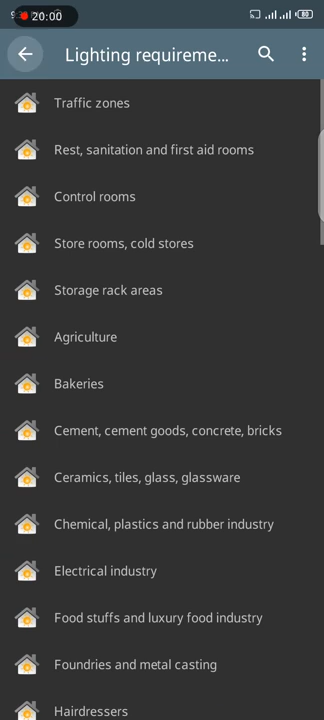 20:00
Lighting requireme...
Traffic zones
Rest, sanitation and first aid rooms
Control rooms
Store rooms, cold stores
Storage rack areas
Agriculture
Bakeries
Cement, cement goods, concrete, bricks
Ceramics, tiles, glass, glassware
Chemical, plastics and rubber industry
Electrical industry
Food stuffs and luxury food industry
Foundries and metal casting
Hairdressers